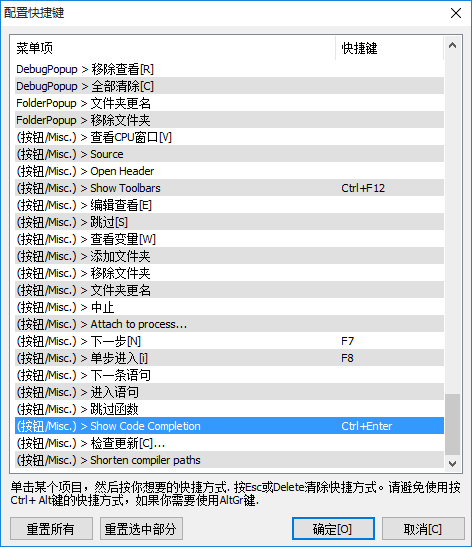 配置快捷键
菜单项 快捷键
DebugPopup > 移除查看[R]
DebugPopup > 全部清除[C]
FolderPopup > 文件夹更名
FolderPopup > 移除文件夹
(按钮/Misc.) > 查看CPU窗口[V]
(按钮/Misc.) > Source
(按钮/Misc.) > Open Header
(按钮/Misc.) > Show Toolbars Ctrl+F12
(按钮/Misc.) > 编辑查看[E]
(按钮/Misc.) > 跳过[S]
(按钮/Misc.) > 查看变量[W]
(按钮/Misc.) > 添加文件夹
(按钮/Misc.) > 移除文件夹
(按钮/Misc.) > 文件夹更名
(按钮/Misc.) > 中止
(按钮/Misc.) > Attach to process...
(按钮/Misc.) > 下一步[N] F7
(按钮/Misc.) > 单步进入[i] F8
(按钮/Misc.) > 下一条语句
(按钮/Misc.) > 进入语句
(按钮/Misc.) > 跳过函数
(按钮/Misc.) > Show Code Completion Ctrl+Enter
(按钮/Misc.) > 检查更新[C]...
(按钮/Misc.) > Shorten compiler paths
单击某个项目，然后按你想要的快捷方式. 按Esc或Delete清除快捷方式。请避免使用按
Ctrl+ Alt键的快捷方式，如果你需要使用AltGr键.
重置所有 重置选中部分 确定[O] 取消[C]